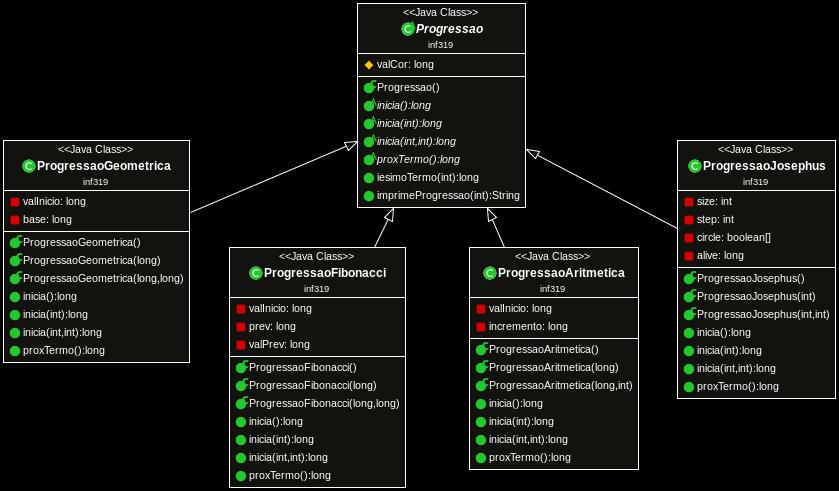 <<Java Class>>
Progressao
inf319
valCor: long
Progressao()
inicia():long
inicia(int):long
inicia(int,int):long
proxTermo():long
iesimoTermo(int):long
imprimeProgressao(int):String
<<Java Class>>
ProgressaoGeometrica
inf319
valInicio: long
base: long
ProgressaoGeometrica()
ProgressaoGeometrica(long)
ProgressaoGeometrica(long,long)
inicia():long
inicia(int):long
inicia(int,int):long
proxTermo():long
<<Java Class>>
ProgressaoFibonacci
inf319
valInicio: long
prev: long
valPrev: long
ProgressaoFibonacci()
ProgressaoFibonacci(long)
ProgressaoFibonacci(long,long)
inicia():long
inicia(int):long
inicia(int,int):long
proxTermo():long
<<Java Class>>
ProgressaoAritmetica
inf319
valInicio: long
incremento: long
ProgressaoAritmetica()
ProgressaoAritmetica(long)
ProgressaoAritmetica(long,int)
inicia():long
inicia(int):long
inicia(int,int):long
proxTermo():long
<<Java Class>>
ProgressaoJosephus
inf319
size: int
step: int
circle: boolean[]
alive: long
ProgressaoJosephus()
ProgressaoJosephus(int)
ProgressaoJosephus(int,int)
inicia():long
inicia(int):long
inicia(int,int):long
proxTermo():long